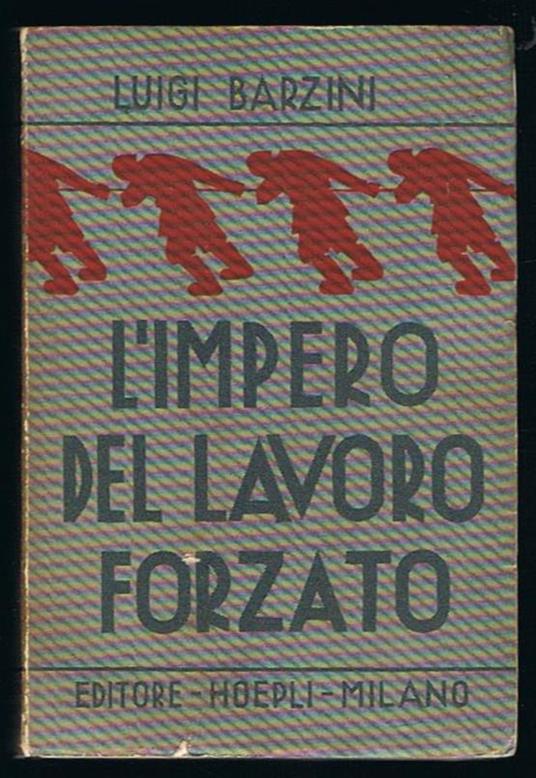 LUIGI BARZINI
L'IMPERO
DEL LAVORO
FORZATO
EDITORE - HOEPLI - MILANO